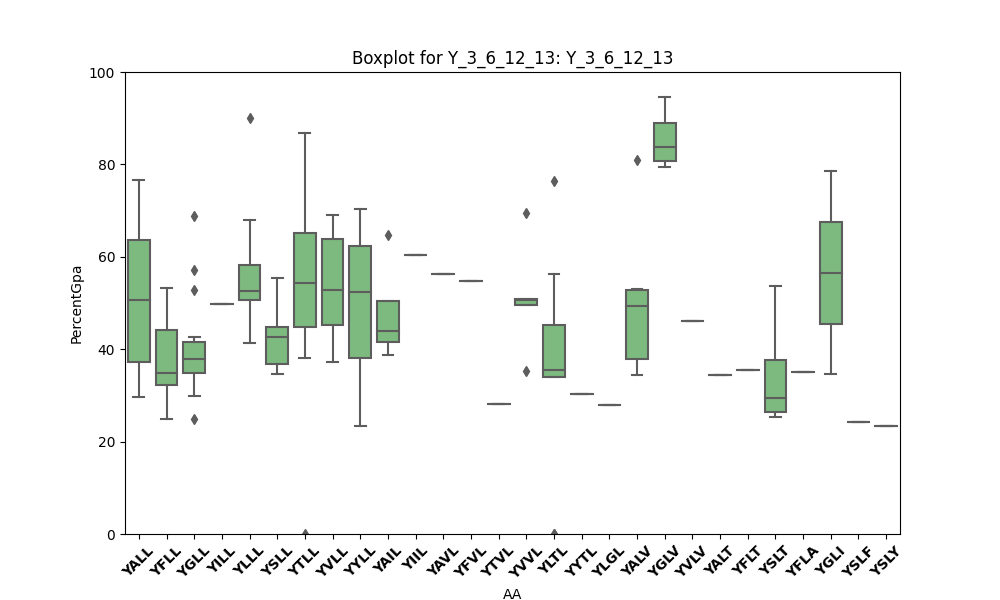 Boxplot for Y_3_6_12_13: Y_3_6_12_13
100
80
60
40
20
0
PercentGpa
YALL YFLL YGLL YILL YLLL YSLL YTLL YVLL YYLL YAIL YIIL YAVL YFVL YTVL YVVL YLTL YYTL YLGL YALV YGLV YVLV YALT YFLT YSLT YFLA YGLI YSLF YSLY
AA